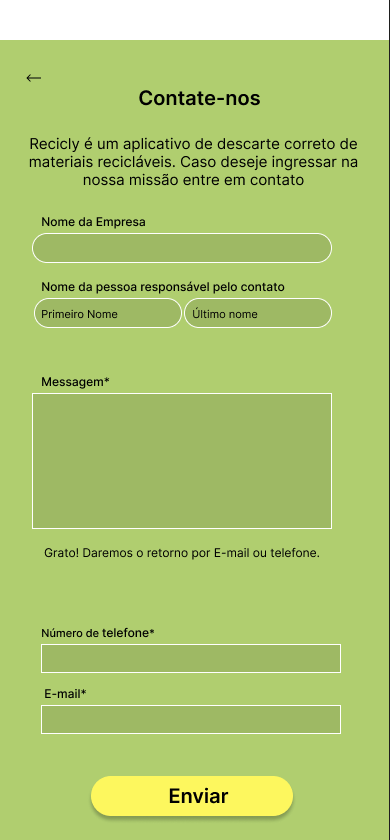 Contate-nos
Recicly é um aplicativo de descarte correto de
materiais recicláveis. Caso deseje ingressar na
nossa missão entre em contato
Nome da Empresa
Nome da pessoa responsável pelo contato
Primeiro Nome
Último nome
Messagem*
Grato! Daremos o retorno por E-mail ou telefone.
Número de telefone*
E-mail*
Enviar